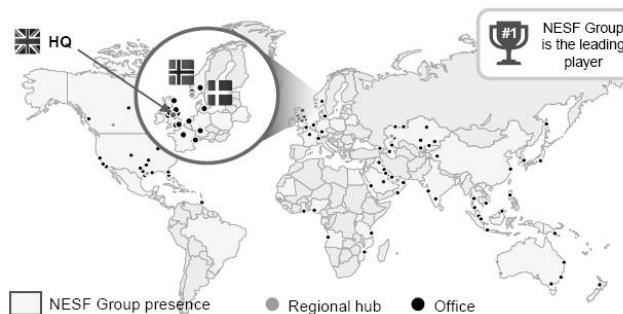 HQ
#1
NESF Group
is the leading
player
NESF Group presence
Regional hub
Office